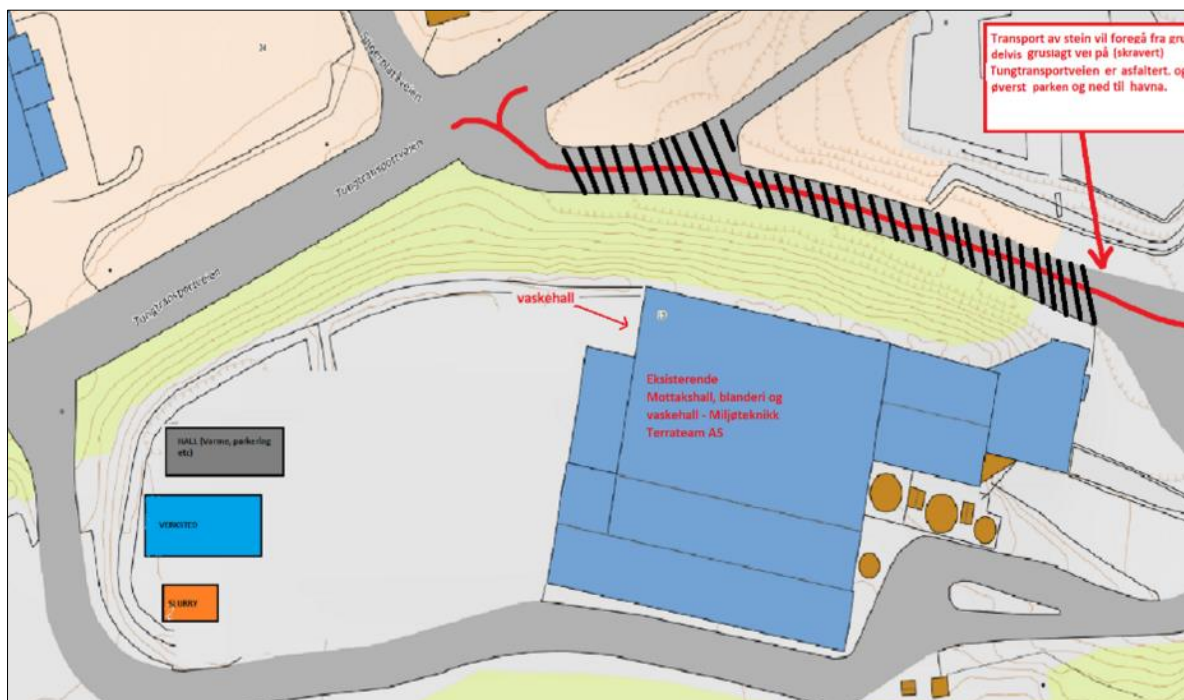 Transport av stein vil foregå fra gru
delvis gruslagt vei på (skravert)
Tungtransportveien er asfaltert. og
øverst parken og ned til havna.
Tungtransportveien
Tungtransportveien
vaskehall
Eksisterende
Mottakshall, blanderi og
vaskehall - Miljøteknikk
Terrateam AS
HALL (Varme, parkering
etc)
VERKSTED
SLURRY